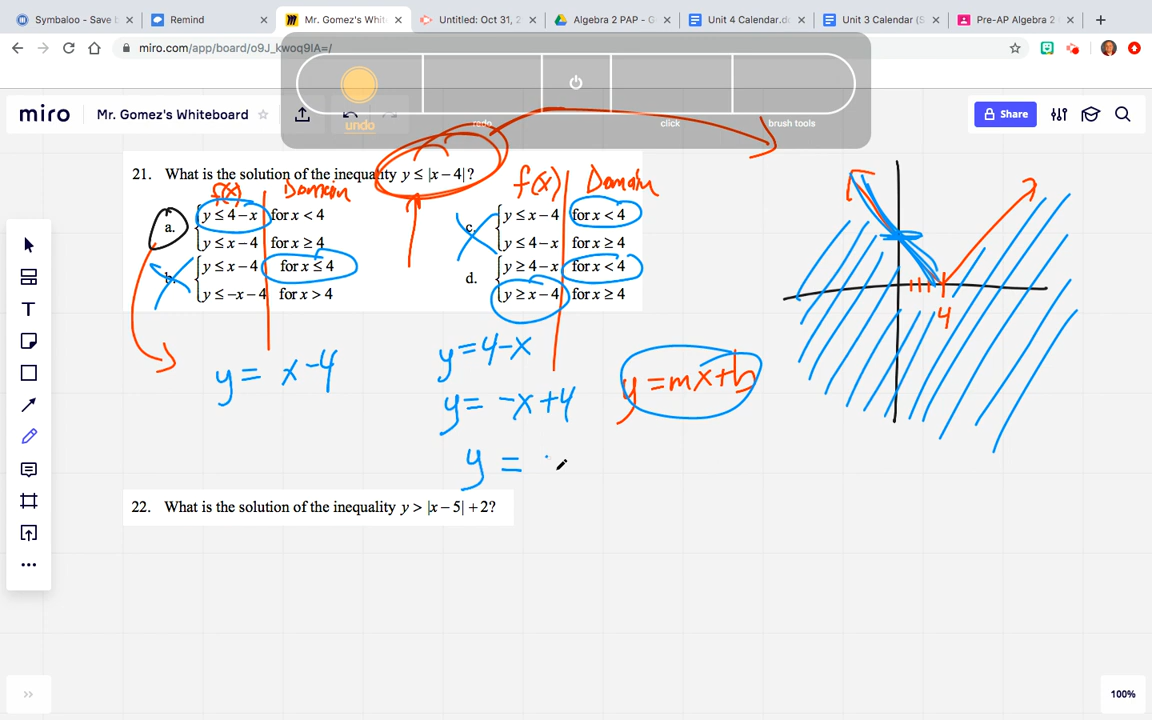 Symbaloo - Save b
Remind
Mr. Gomez's Whit
Untitled: Oct 31, 2
Algebra 2 PAP - G
Unit 4 Calendar.do
Unit 3 Calendar (S
Pre-AP Algebra 2
miro.com/app/board/o9J_kwoq9IA=/
undo
redo
click
brush tools
miro
Mr. Gomez's Whiteboard
Share
21. What is the solution of the inequality y ≤ |x – 4|?
f(x) Domain
f(x) Domain
a. y ≤ 4 – x for x < 4
y ≤ x – 4 for x ≥ 4
b. y ≤ x – 4 for x ≤ 4
y ≤ –x – 4 for x > 4
c. y ≤ x – 4 for x < 4
y ≤ 4 – x for x ≥ 4
d. y ≥ 4 – x for x < 4
y ≥ x – 4 for x ≥ 4
4
y = x-4
y = 4-x
y = -x+4
y = mx+b
y =
22. What is the solution of the inequality y > |x – 5| + 2?
100%